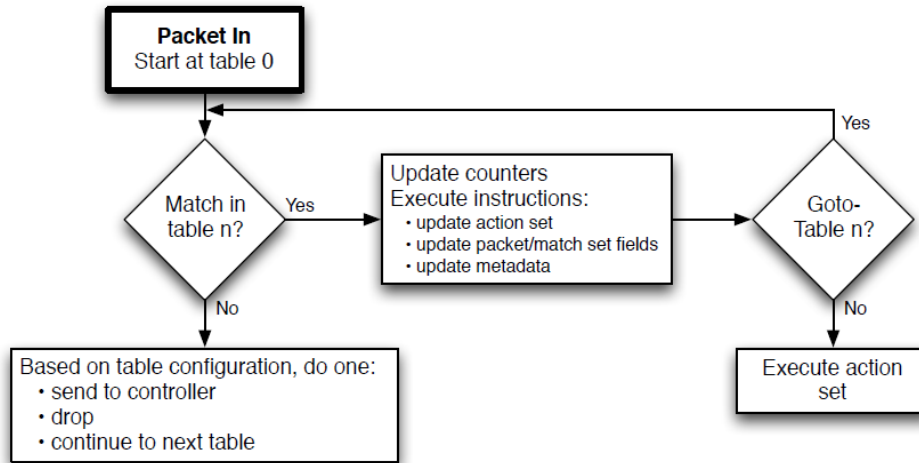 Packet In
Start at table 0
Yes
Match in
table n?
Yes
Update counters
Execute instructions:
• update action set
• update packet/match set fields
• update metadata
Goto-
Table n?
No
No
Based on table configuration, do one:
• send to controller
• drop
• continue to next table
Execute action
set